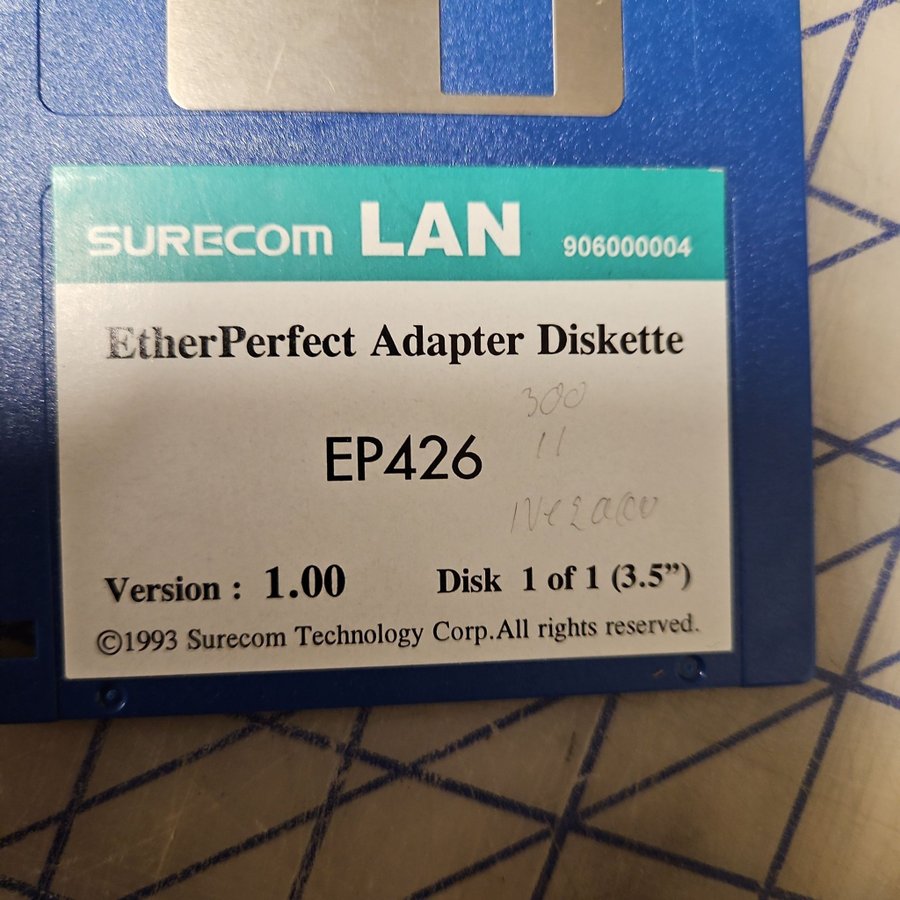 SURECOM LAN 906000004
EtherPerfect Adapter Diskette
300
EP426
11
Version : 1.00 Disk 1 of 1 (3.5”)
©1993 Surecom Technology Corp.All rights reserved.